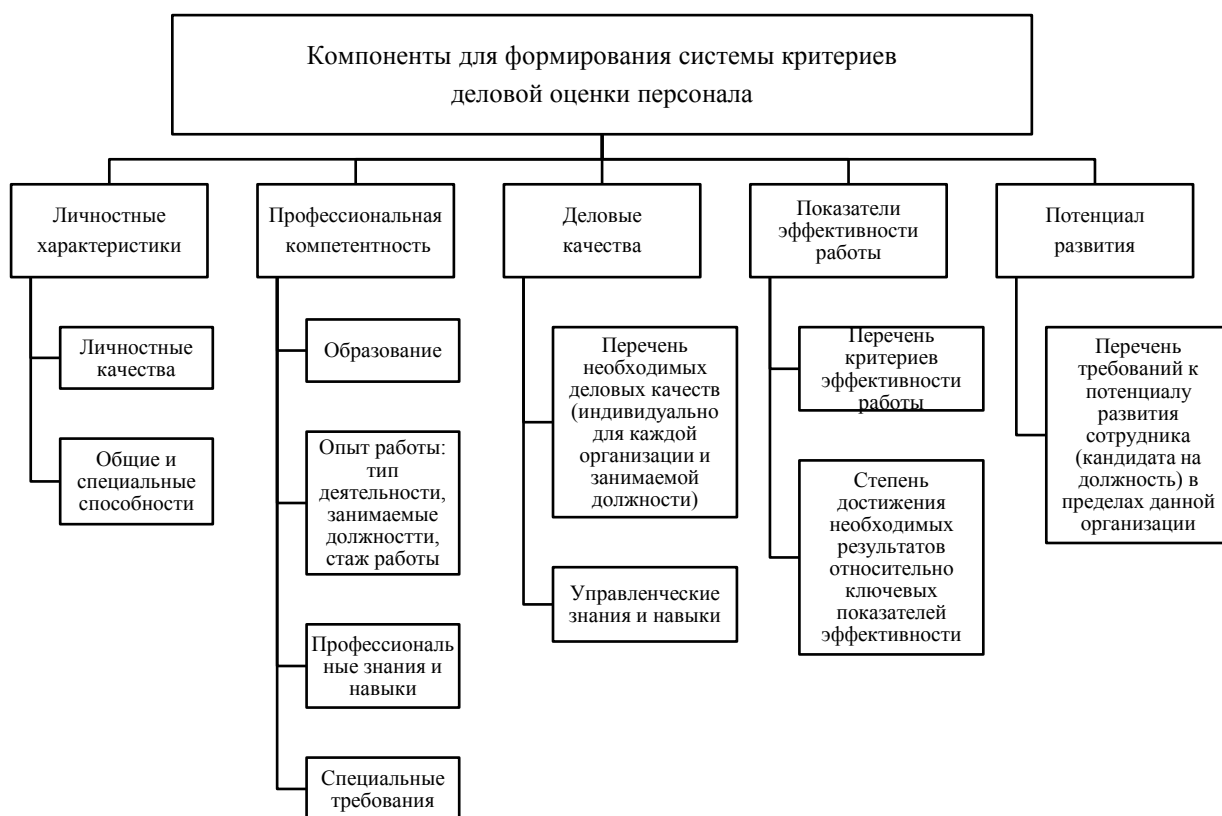 Компоненты для формирования системы критериев
деловой оценки персонала
Личностные
характеристики
Профессиональная
компетентность
Деловые
качества
Показатели
эффективности
работы
Потенциал
развития
Личностные
качества
Общие и
специальные
способности
Образование
Опыт работы:
тип
деятельности,
занимаемые
должностти,
стаж работы
Профессиональ
ные знания и
навыки
Специальные
требования
Перечень
необходимых
деловых качеств
(индивидуально
для каждой
организации и
занимаемой
должности)
Управленческие
знания и навыки
Перечень
критериев
эффективности
работы
Степень
достижения
необходимых
результатов
относительно
ключевых
показателей
эффективности
Перечень
требований к
потенциалу
развития
сотрудника
(кандидата на
должность) в
пределах данной
организации